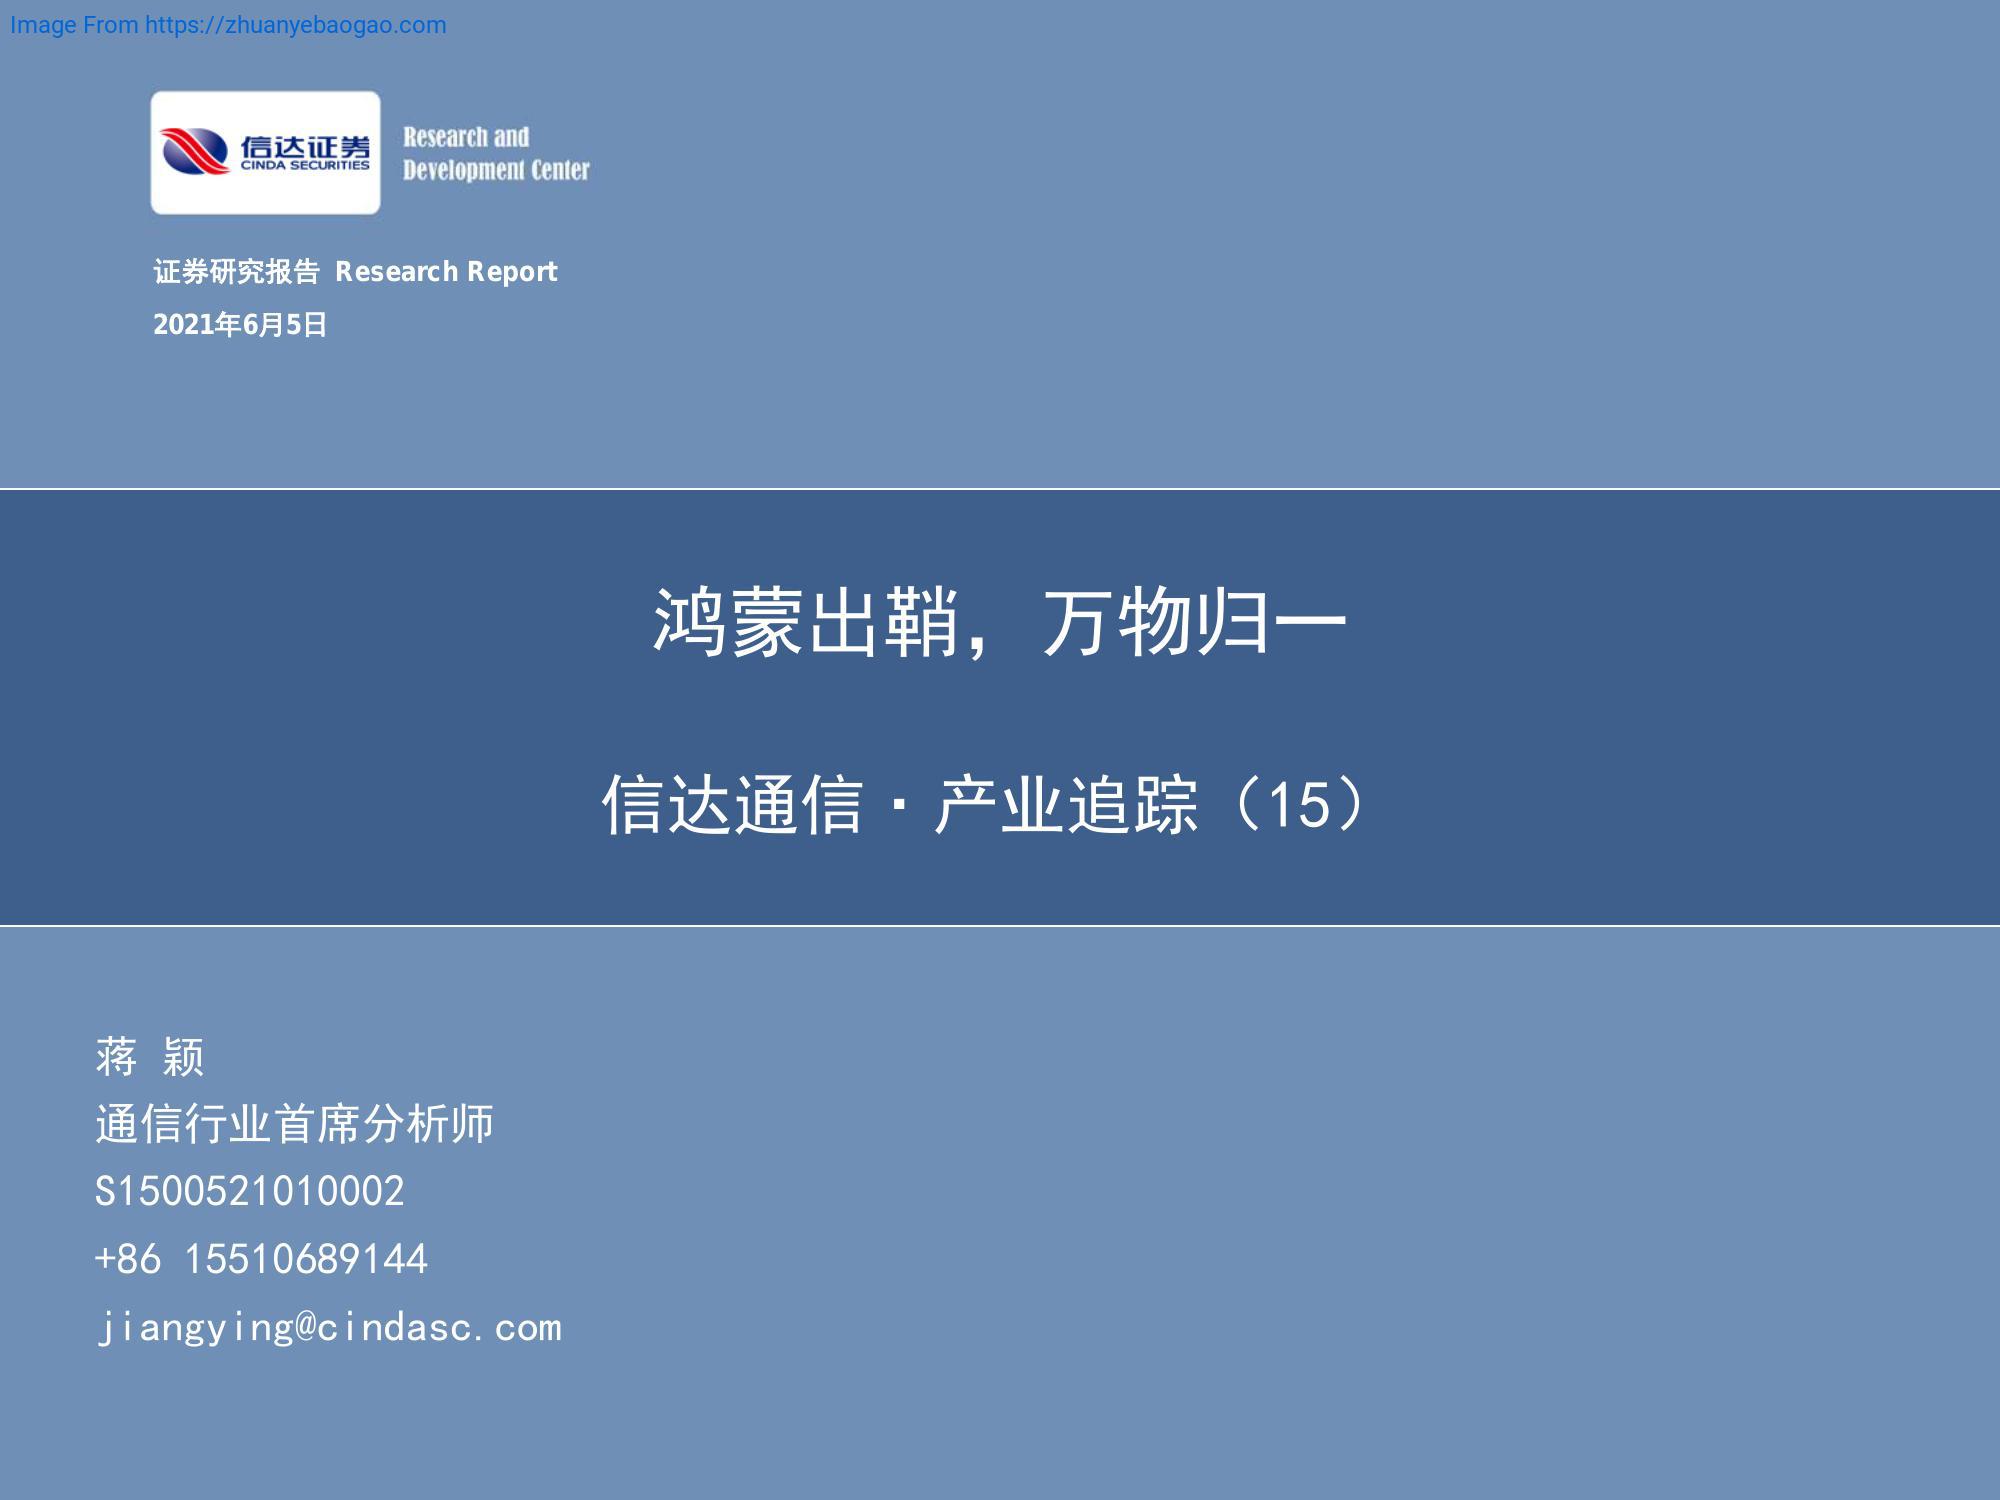 Image From https://zhuanyebaogao.com
信达证券
CINDA SECURITIES
Research and
Development Center
证券研究报告 Research Report
2021年6月5日
鸿蒙出鞘，万物归一
信达通信·产业追踪（15）
蒋 颖
通信行业首席分析师
S1500521010002
+86 15510689144
jiangying@cindasc.com